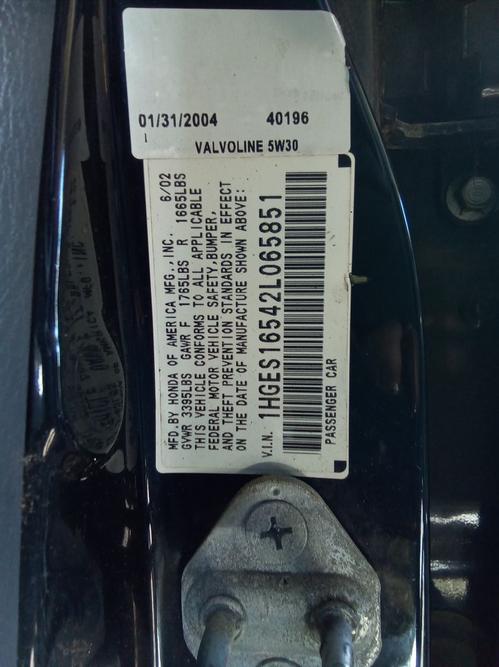 01/31/2004 40196
VALVOLINE 5W30
MFD.BY HONDA OF AMERICA MFG.,INC. 6/02
GVWR 3395LBS GAWR F 1765LBS R 1665LBS
THIS VEHICLE CONFORMS TO ALL APPLICABLE
FEDERAL MOTOR VEHICLE SAFETY,BUMPER,
AND THEFT PREVENTION STANDARDS IN EFFECT
ON THE DATE OF MANUFACTURE SHOWN ABOVE:
V.I.N. 1HGES16542L065851
PASSENGER CAR